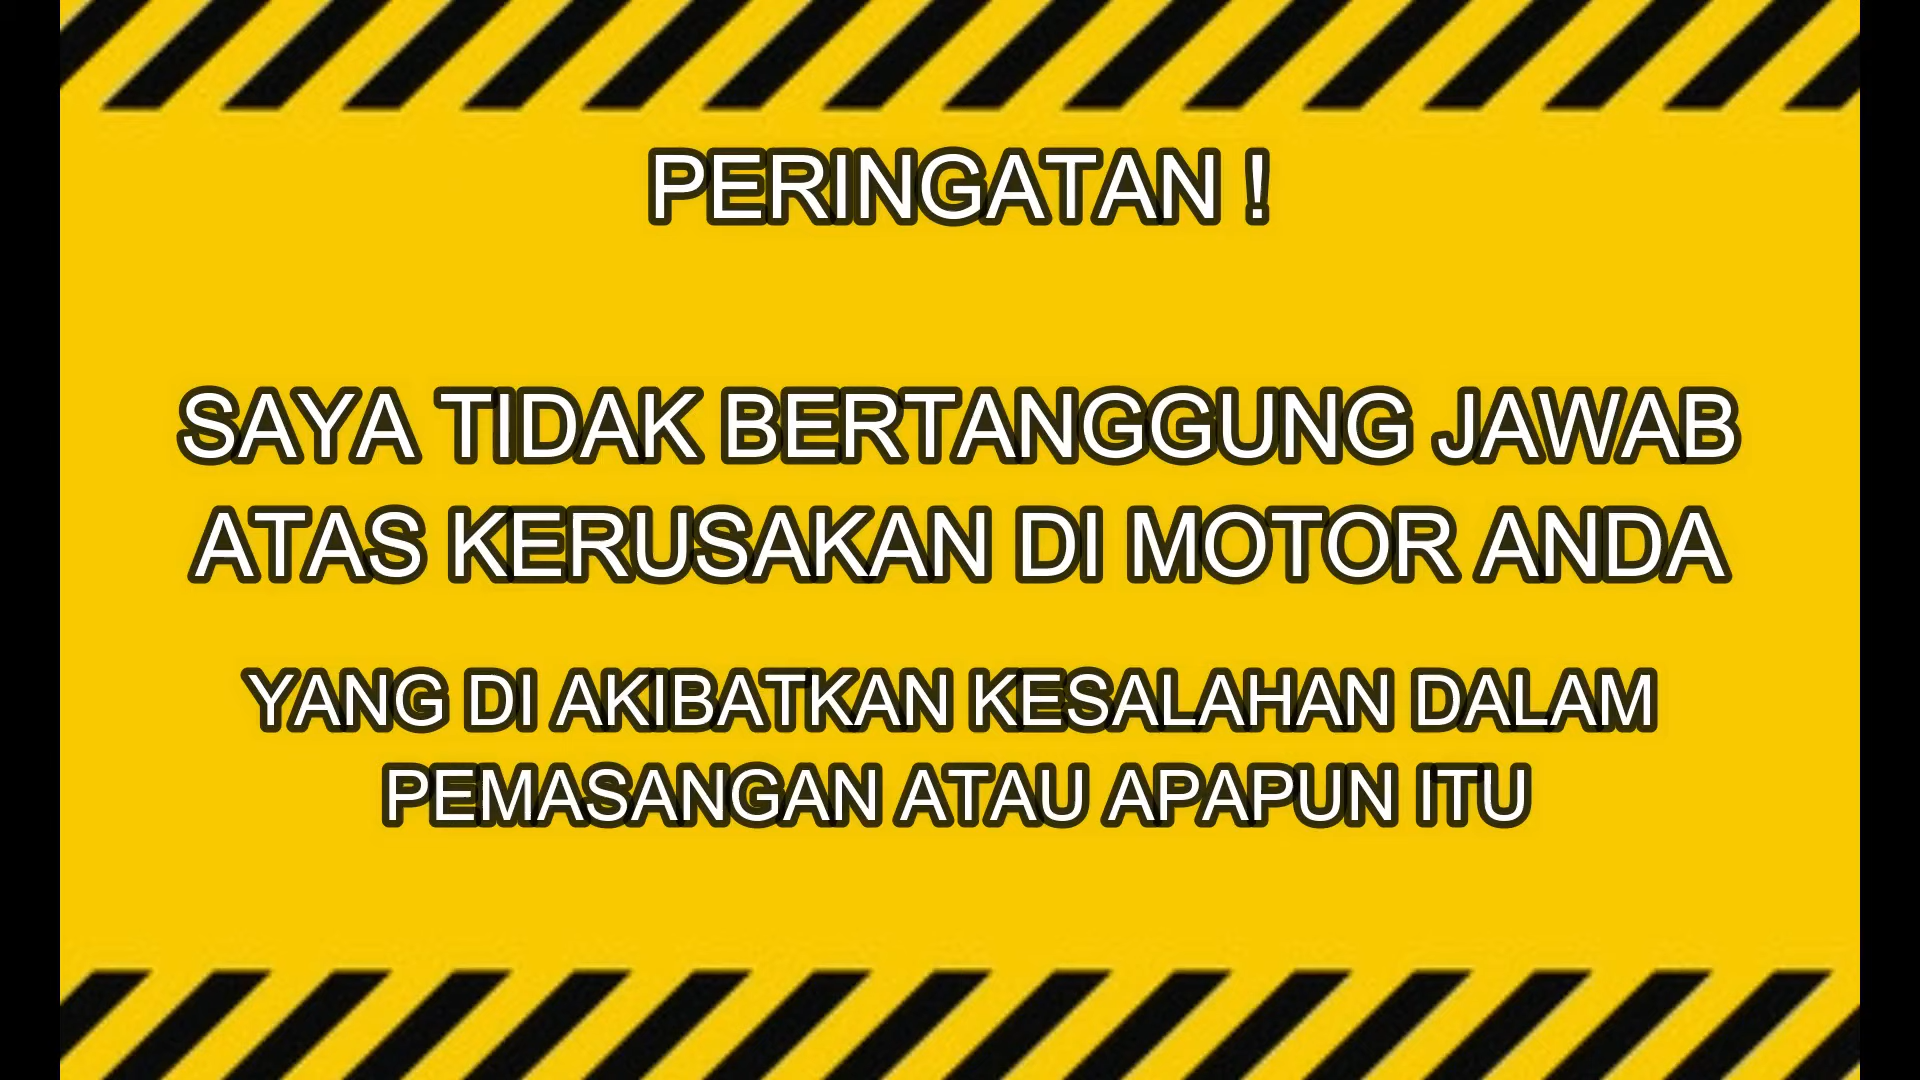 PERINGATAN !
SAYA TIDAK BERTANGGUNG JAWAB
ATAS KERUSAKAN DI MOTOR ANDA
YANG DI AKIBATKAN KESALAHAN DALAM
PEMASANGAN ATAU APAPUN ITU